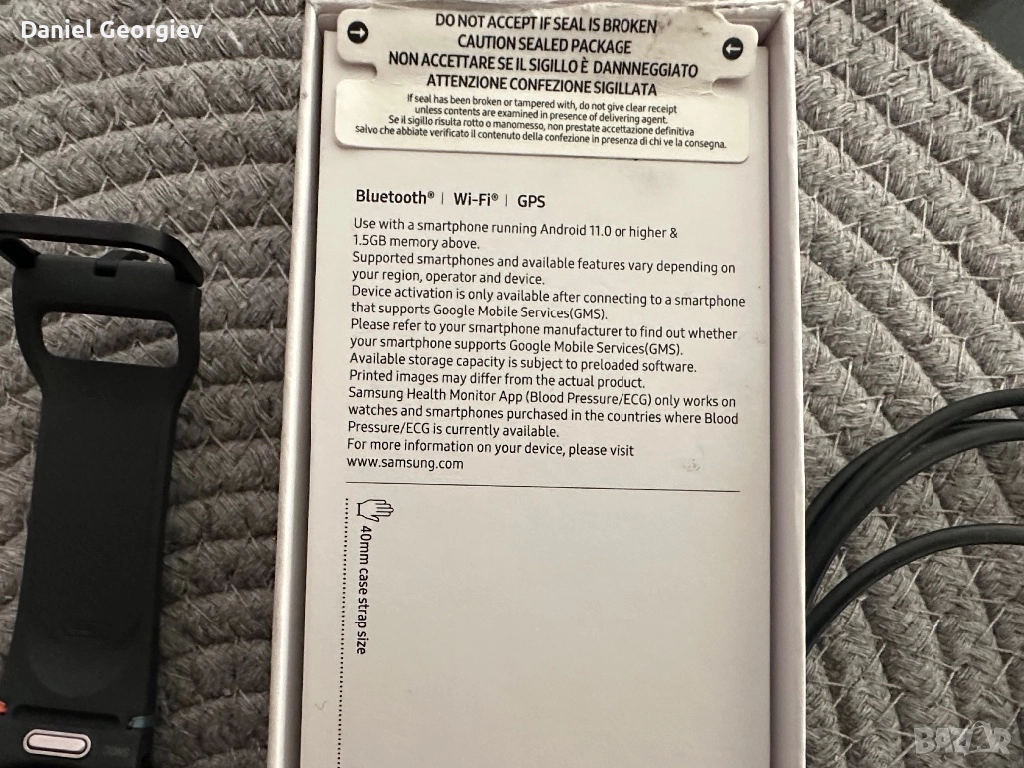 Daniel Georgiev
DO NOT ACCEPT IF SEAL IS BROKEN
CAUTION SEALED PACKAGE
NON ACCETTARE SE IL SIGILLO È DANNNEGGIATO
ATTENZIONE CONFEZIONE SIGILLATA
If seal has been broken or tampered with, do not give clear receipt
unless contents are examined in presence of delivering agent.
Se il sigillo risulta rotto o manomesso, non prestate accettazione definitiva
salvo che abbiate verificato il contenuto della confezione in presenza di chi ve la consegna.
Bluetooth® | Wi-Fi® | GPS
Use with a smartphone running Android 11.0 or higher &
1.5GB memory above.
Supported smartphones and available features vary depending on
your region, operator and device.
Device activation is only available after connecting to a smartphone
that supports Google Mobile Services(GMS).
Please refer to your smartphone manufacturer to find out whether
your smartphone supports Google Mobile Services(GMS).
Available storage capacity is subject to preloaded software.
Printed images may differ from the actual product.
Samsung Health Monitor App (Blood Pressure/ECG) only works on
watches and smartphones purchased in the countries where Blood
Pressure/ECG is currently available.
For more information on your device, please visit
www.samsung.com
40mm case strap size
BAZAR